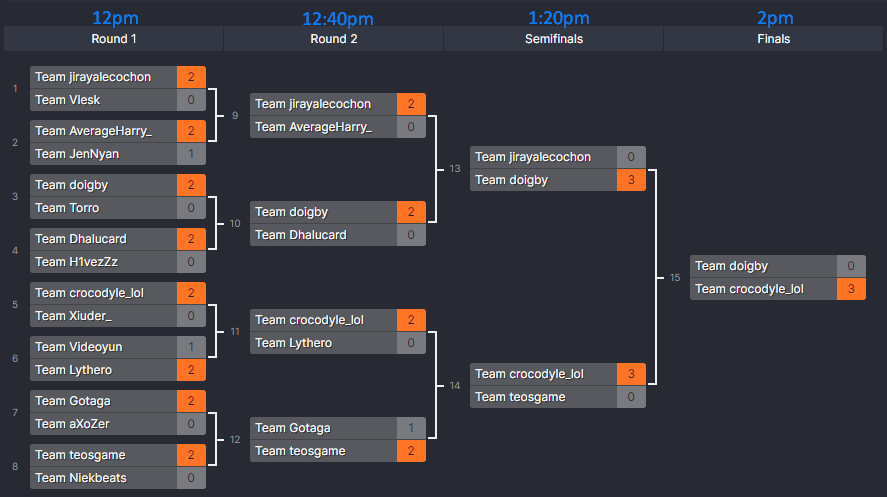 12pm
12:40pm
1:20pm
2pm
Round 1
Round 2
Semifinals
Finals
1
Team jirayalecochon 2
Team Vlesk 0
2
Team AverageHarry_ 2
Team JenNyan 1
3
Team doigby 2
Team Torro 0
4
Team Dhalucard 2
Team H1vezZz 0
5
Team crocodyle_lol 2
Team Xiuder_ 0
6
Team Videoyun 1
Team Lythero 2
7
Team Gotaga 2
Team aXoZer 0
8
Team teosgame 2
Team Niekbeats 0
9
Team jirayalecochon 2
Team AverageHarry_ 0
10
Team doigby 2
Team Dhalucard 0
11
Team crocodyle_lol 2
Team Lythero 0
12
Team Gotaga 1
Team teosgame 2
13
Team jirayalecochon 0
Team doigby 3
14
Team crocodyle_lol 3
Team teosgame 0
15
Team doigby 0
Team crocodyle_lol 3